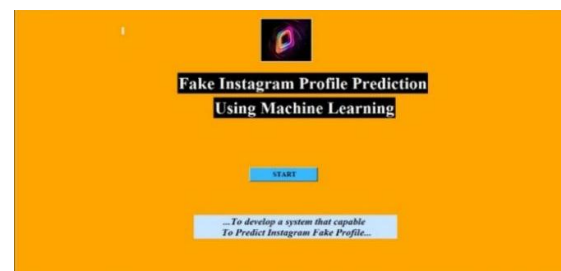 Fake Instagram Profile Prediction
Using Machine Learning
START
...To develop a system that capable
To Predict Instagram Fake Profile...